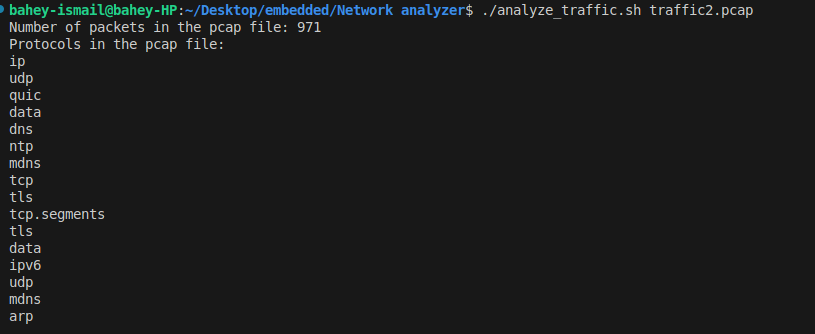 bahey-ismail@bahey-HP:~/Desktop/embedded/Network analyzer$ ./analyze_traffic.sh traffic2.pcap
Number of packets in the pcap file: 971
Protocols in the pcap file:
ip
udp
quic
data
dns
ntp
mdns
tcp
tls
tcp.segments
tls
data
ipv6
udp
mdns
arp